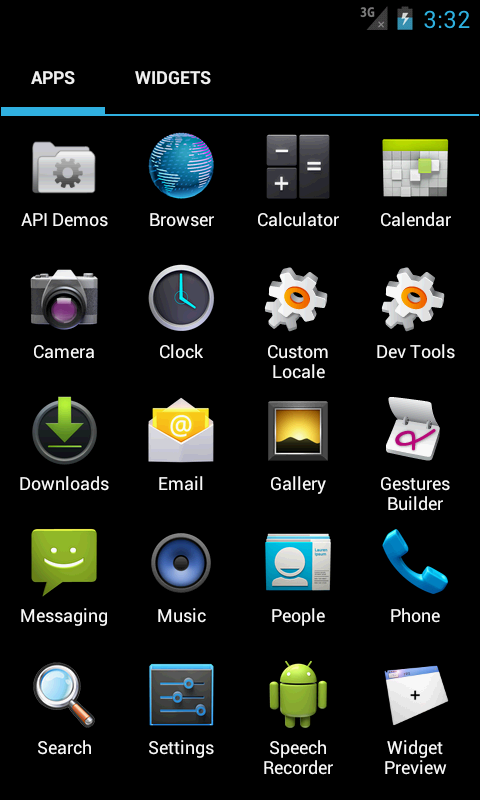 3G
3:32
APPS WIDGETS
API Demos Browser Calculator Calendar
Camera Clock Custom Locale Dev Tools
Downloads Email Gallery Gestures Builder
@
Messaging Music People Phone
Search Settings Speech Recorder Widget Preview